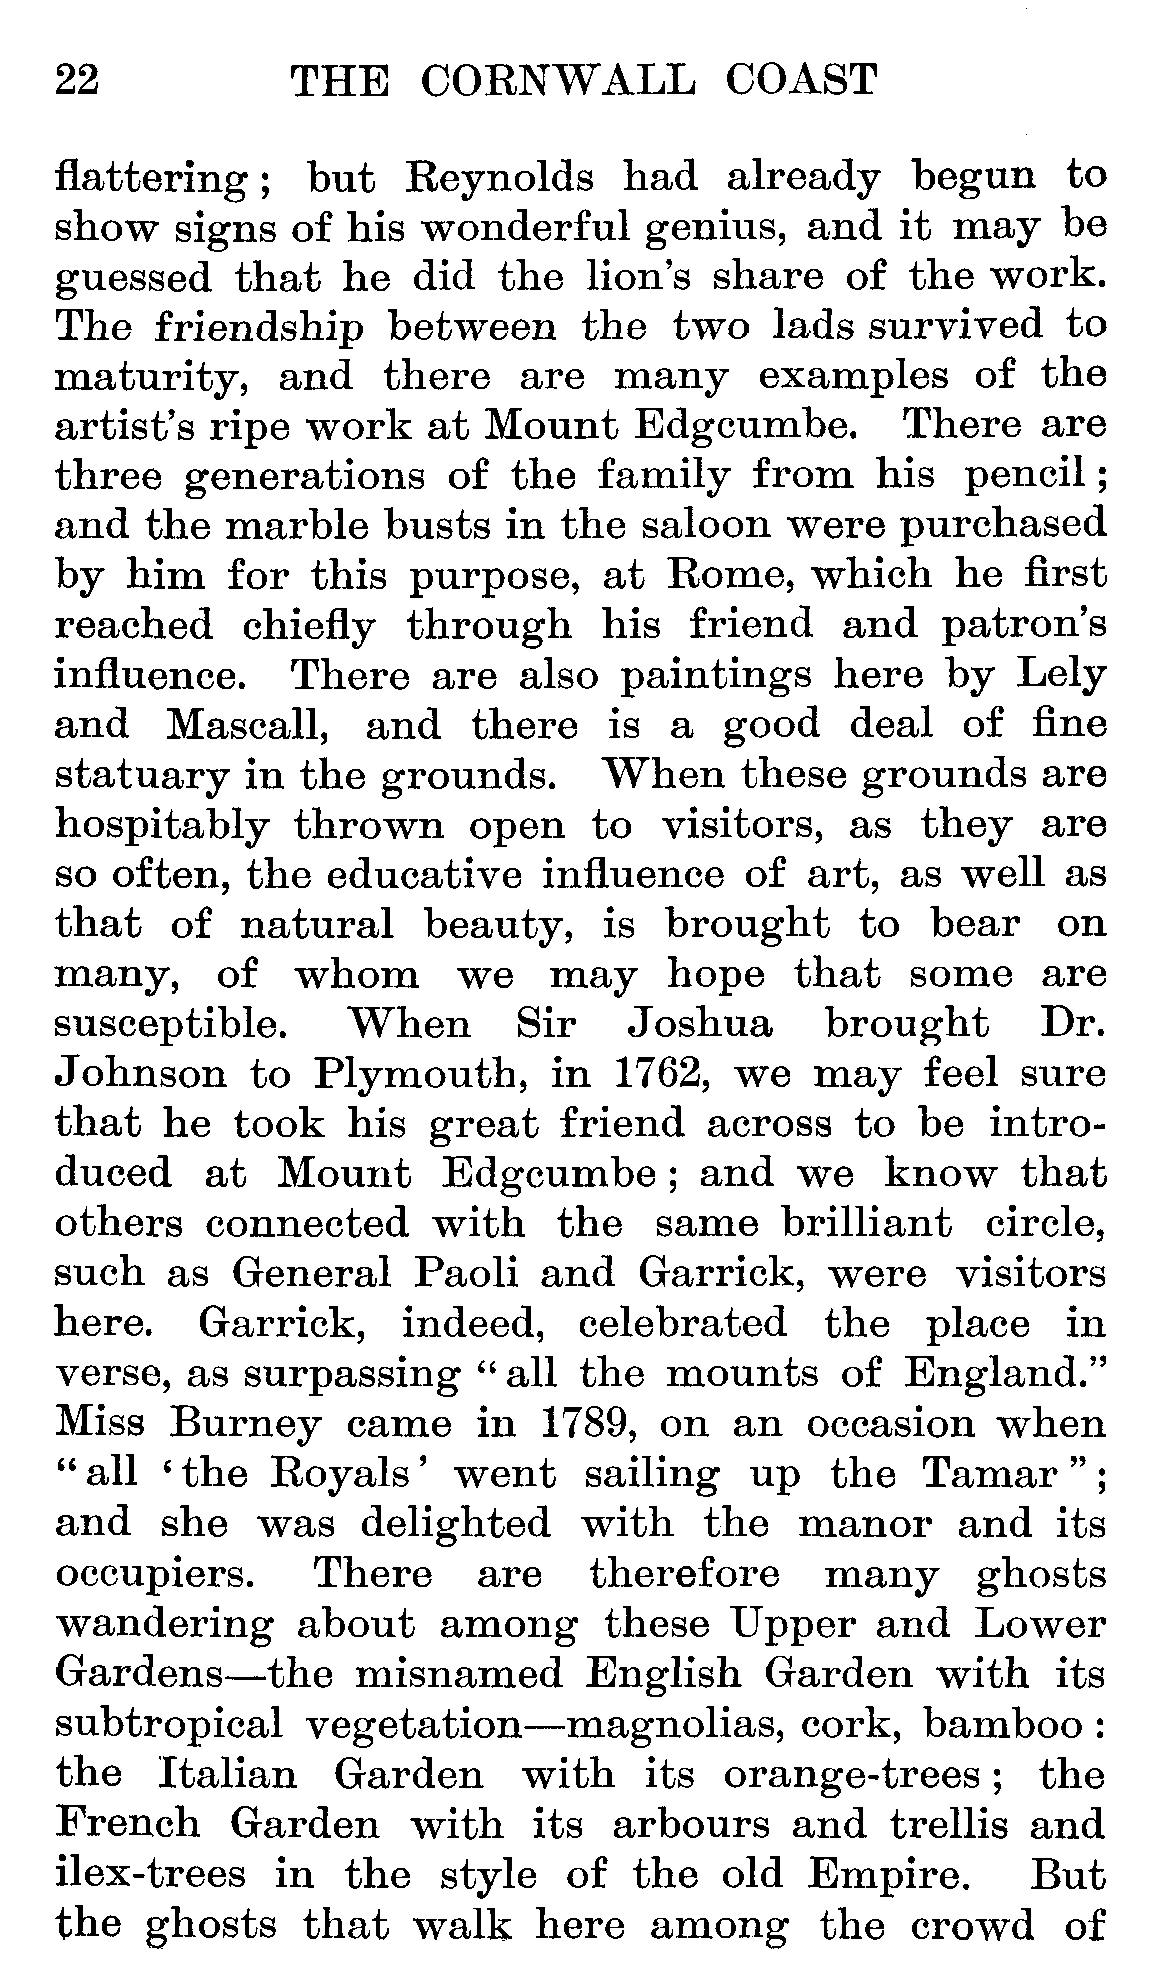 22 THE CORNWALL COAST
flattering; but Reynolds had already begun to
show signs of his wonderful genius, and it may be
guessed that he did the lion's share of the work.
The friendship between the two lads survived to
maturity, and there are many examples of the
artist's ripe work at Mount Edgcumbe. There are
three generations of the family from his pencil;
and the marble busts in the saloon were purchased
by him for this purpose, at Rome, which he first
reached chiefly through his friend and patron's
influence. There are also paintings here by Lely
and Mascall, and there is a good deal of fine
statuary in the grounds. When these grounds are
hospitably thrown open to visitors, as they are
so often, the educative influence of art, as well as
that of natural beauty, is brought to bear on
many, of whom we may hope that some are
susceptible. When Sir Joshua brought Dr.
Johnson to Plymouth, in 1762, we may feel sure
that he took his great friend across to be intro-
duced at Mount Edgcumbe; and we know that
others connected with the same brilliant circle,
such as General Paoli and Garrick, were visitors
here. Garrick, indeed, celebrated the place in
verse, as surpassing "all the mounts of England."
Miss Burney came in 1789, on an occasion when
"all 'the Royals' went sailing up the Tamar";
and she was delighted with the manor and its
occupiers. There are therefore many ghosts
wandering about among these Upper and Lower
Gardens—the misnamed English Garden with its
subtropical vegetation—magnolias, cork, bamboo:
the Italian Garden with its orange-trees; the
French Garden with its arbours and trellis and
ilex-trees in the style of the old Empire. But
the ghosts that walk here among the crowd of